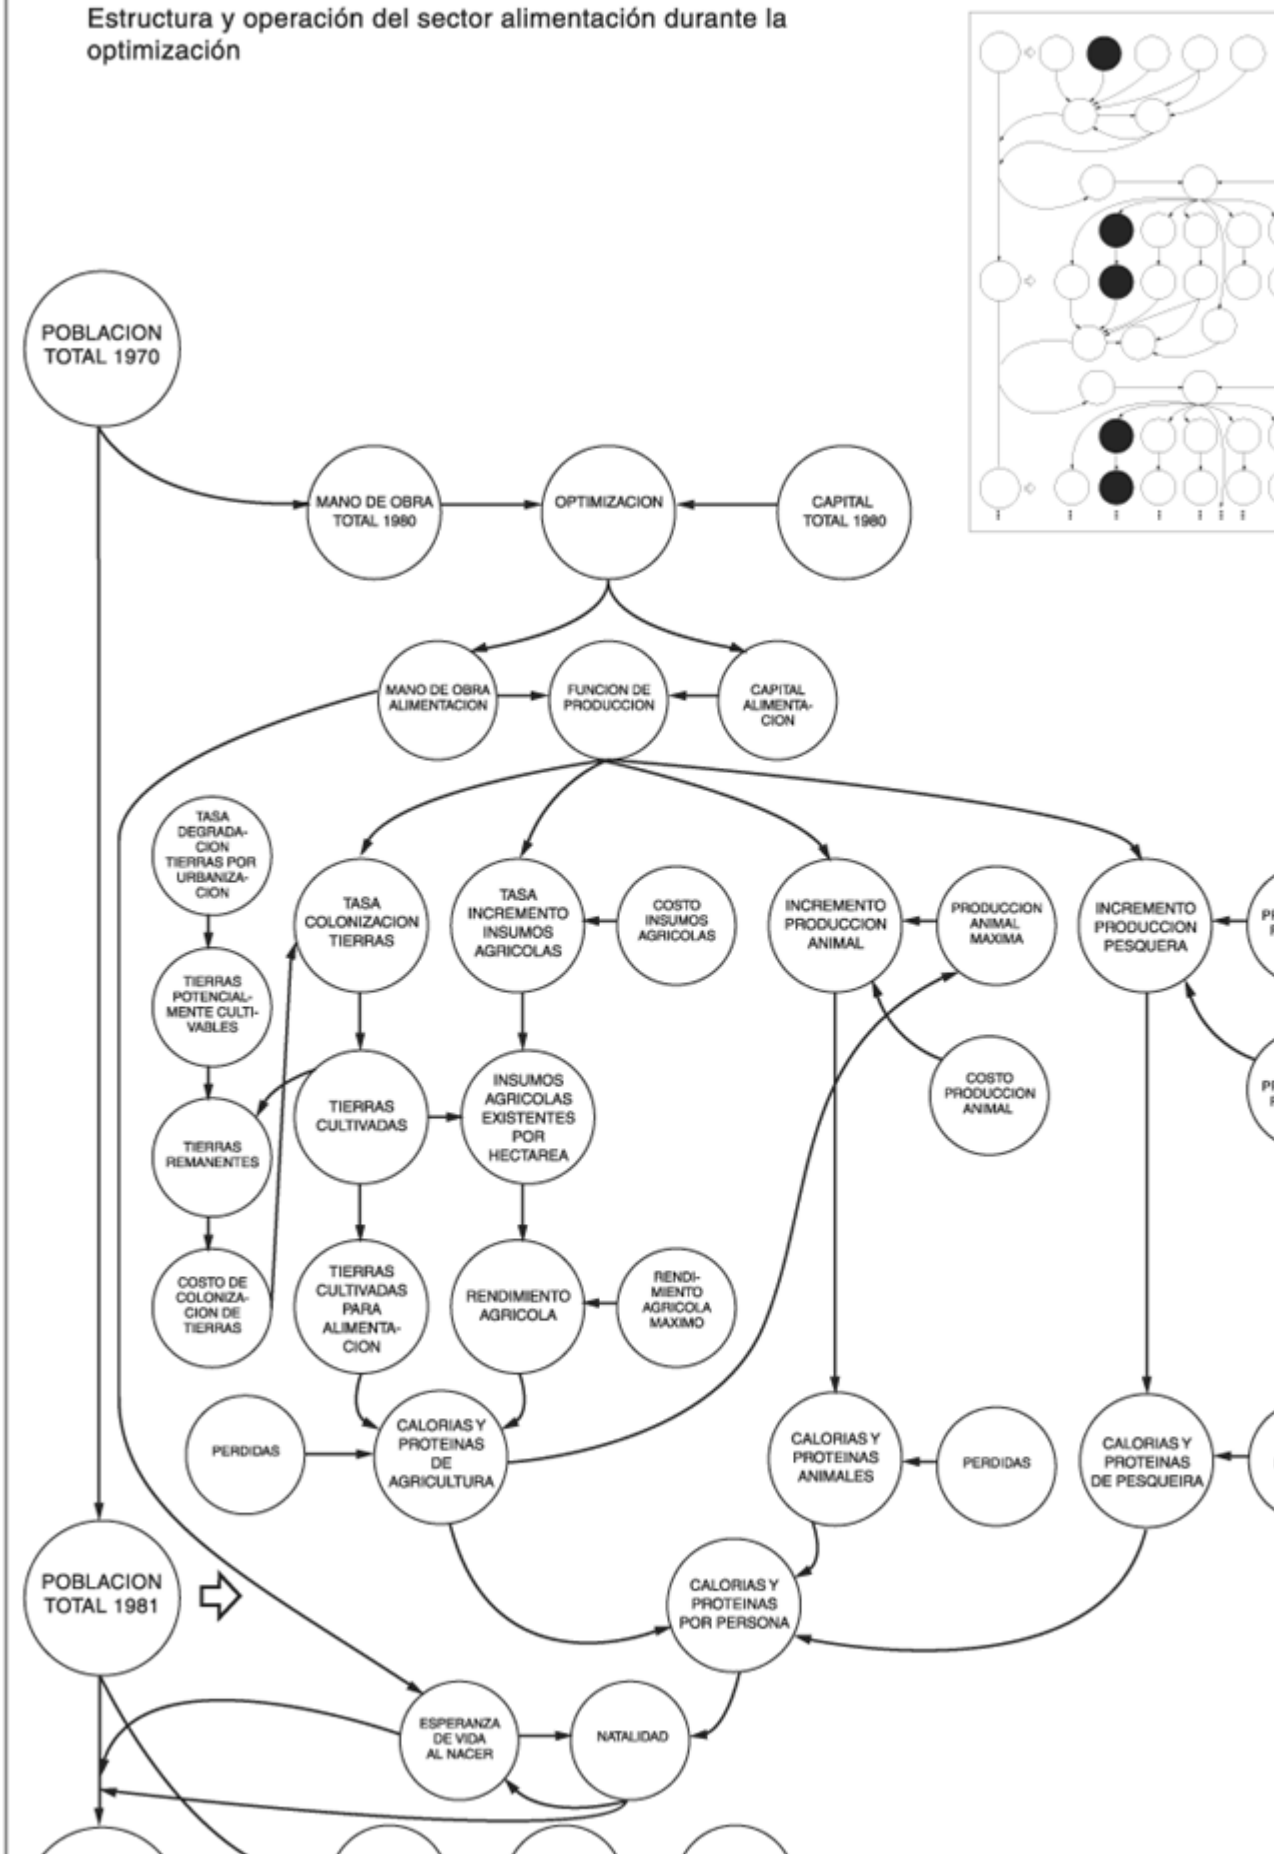 Estructura y operación del sector alimentación durante la
optimización
POBLACION
TOTAL 1970
MANO DE OBRA
TOTAL 1980
OPTIMIZACION
CAPITAL
TOTAL 1980
MANO DE OBRA
ALIMENTACION
FUNCION DE
PRODUCCION
CAPITAL
ALIMENTA-
CION
TASA
DEGRADA-
CION
TIERRAS POR
URBANIZA-
CION
TASA
COLONIZACION
TIERRAS
TASA
INCREMENTO
INSUMOS
AGRICOLAS
COSTO
INSUMOS
AGRICOLAS
INCREMENTO
PRODUCCION
ANIMAL
PRODUCCION
ANIMAL
MAXIMA
INCREMENTO
PRODUCCION
PESQUERA
TIERRAS
POTENCIAL-
MENTE CULTI-
VABLES
TIERRAS
CULTIVADAS
INSUMOS
AGRICOLAS
EXISTENTES
POR
HECTAREA
COSTO
PRODUCCION
ANIMAL
TIERRAS
REMANENTES
COSTO DE
COLONIZA-
CION DE
TIERRAS
TIERRAS
CULTIVADAS
PARA
ALIMENTA-
CION
RENDIMIENTO
AGRICOLA
RENDI-
MIENTO
AGRICOLA
MAXIMO
PERDIDAS
CALORIAS Y
PROTEINAS
DE
AGRICULTURA
CALORIAS Y
PROTEINAS
ANIMALES
PERDIDAS
CALORIAS Y
PROTEINAS
DE PESQUEIRA
POBLACION
TOTAL 1981
CALORIAS Y
PROTEINAS
POR PERSONA
ESPERANZA
DE VIDA
AL NACER
NATALIDAD